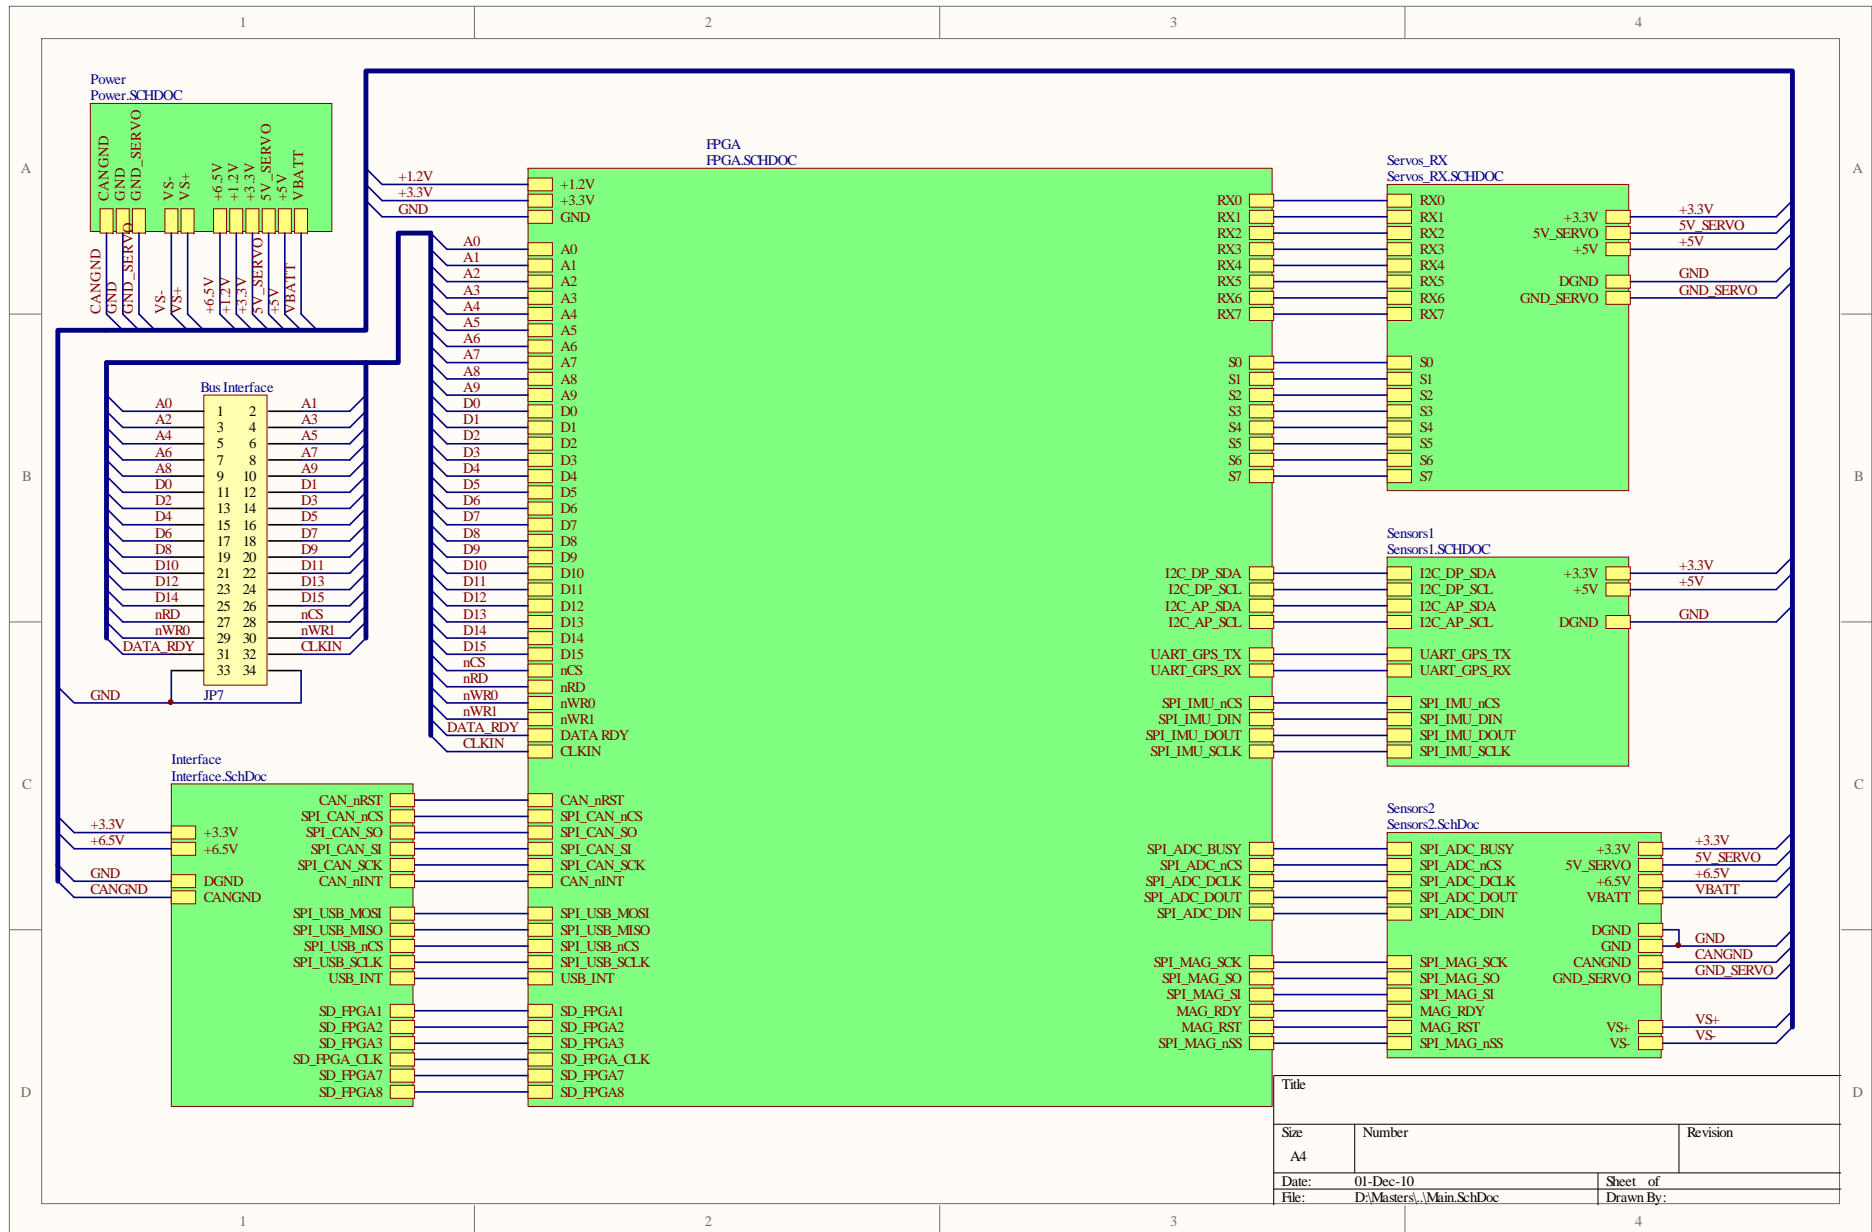 1 2 3 4
A B C D
Power
Power.SCHDOC
CANGND
GND
GND_SERVO
VS-
VS+
+6.5V
+1.2V
+3.3V
5V_SERVO
+5V
VBATT
CANGND
GND
GND_SERVO
VS-
VS+
+6.5V
+1.2V
+3.3V
5V_SERVO
+5V
VBATT
Bus Interface
A0 1 2 A1
A2 3 4 A3
A4 5 6 A5
A6 7 8 A7
A8 9 10 A9
D0 11 12 D1
D2 13 14 D3
D4 15 16 D5
D6 17 18 D7
D8 19 20 D9
D10 21 22 D11
D12 23 24 D13
D14 25 26 D15
nRD 27 28 nCS
nWR0 29 30 nWR1
DATA_RDY 31 32 CLKIN
33 34
GND
JP7
Interface
Interface.SchDoc
+3.3V +3.3V
+6.5V +6.5V
GND DGND
CANGND CANGND
CAN_nRST
SPI_CAN_nCS
SPI_CAN_SO
SPI_CAN_SI
SPI_CAN_SCK
CAN_nINT
SPI_USB_MOSI
SPI_USB_MISO
SPI_USB_nCS
SPI_USB_SCLK
USB_INT
SD_FPGA1
SD_FPGA2
SD_FPGA3
SD_FPGA_CLK
SD_FPGA7
SD_FPGA8
FPGA
FPGA.SCHDOC
+1.2V +1.2V
+3.3V +3.3V
GND GND
A0 A0
A1 A1
A2 A2
A3 A3
A4 A4
A5 A5
A6 A6
A7 A7
A8 A8
A9 A9
D0 D0
D1 D1
D2 D2
D3 D3
D4 D4
D5 D5
D6 D6
D7 D7
D8 D8
D9 D9
D10 D10
D11 D11
D12 D12
D13 D13
D14 D14
D15 D15
nCS nCS
nRD nRD
nWR0 nWR0
nWR1 nWR1
DATA_RDY DATA RDY
CLKIN CLKIN
CAN_nRST
SPI_CAN_nCS
SPI_CAN_SO
SPI_CAN_SI
SPI_CAN_SCK
CAN_nINT
SPI_USB_MOSI
SPI_USB_MISO
SPI_USB_nCS
SPI_USB_SCLK
USB_INT
SD_FPGA1
SD_FPGA2
SD_FPGA3
SD_FPGA_CLK
SD_FPGA7
SD_FPGA8
RX0
RX1
RX2
RX3
RX4
RX5
RX6
RX7
S0
S1
S2
S3
S4
S5
S6
S7
I2C_DP_SDA
I2C_DP_SCL
I2C_AP_SDA
I2C_AP_SCL
UART_GPS_TX
UART_GPS_RX
SPI_IMU_nCS
SPI_IMU_DIN
SPI_IMU_DOUT
SPI_IMU_SCLK
SPI_ADC_BUSY
SPI_ADC_nCS
SPI_ADC_DCLK
SPI_ADC_DOUT
SPI_ADC_DIN
SPI_MAG_SCK
SPI_MAG_SO
SPI_MAG_SI
MAG_RDY
MAG_RST
SPI_MAG_nSS
Servos_RX
Servos_RX.SCHDOC
RX0
RX1
RX2
RX3
RX4
RX5
RX6
RX7
S0
S1
S2
S3
S4
S5
S6
S7
+3.3V +3.3V
5V_SERVO 5V_SERVO
+5V +5V
DGND GND
GND_SERVO GND_SERVO
Sensors1
Sensors1.SCHDOC
I2C_DP_SDA
I2C_DP_SCL
I2C_AP_SDA
I2C_AP_SCL
UART_GPS_TX
UART_GPS_RX
SPI_IMU_nCS
SPI_IMU_DIN
SPI_IMU_DOUT
SPI_IMU_SCLK
+3.3V +3.3V
+5V +5V
DGND GND
Sensors2
Sensors2.SchDoc
SPI_ADC_BUSY
SPI_ADC_nCS
SPI_ADC_DCLK
SPI_ADC_DOUT
SPI_ADC_DIN
SPI_MAG_SCK
SPI_MAG_SO
SPI_MAG_SI
MAG_RDY
MAG_RST
SPI_MAG_nSS
+3.3V +3.3V
5V_SERVO 5V_SERVO
+6.5V +6.5V
VBATT VBATT
DGND
GND GND
CANGND CANGND
GND_SERVO GND_SERVO
VS+ VS+
VS- VS-
Title
Size Number Revision
A4
Date: 01-Dec-10 Sheet of
File: D:\Masters\..\Main.SchDoc Drawn By:
A B C D
1 2 3 4